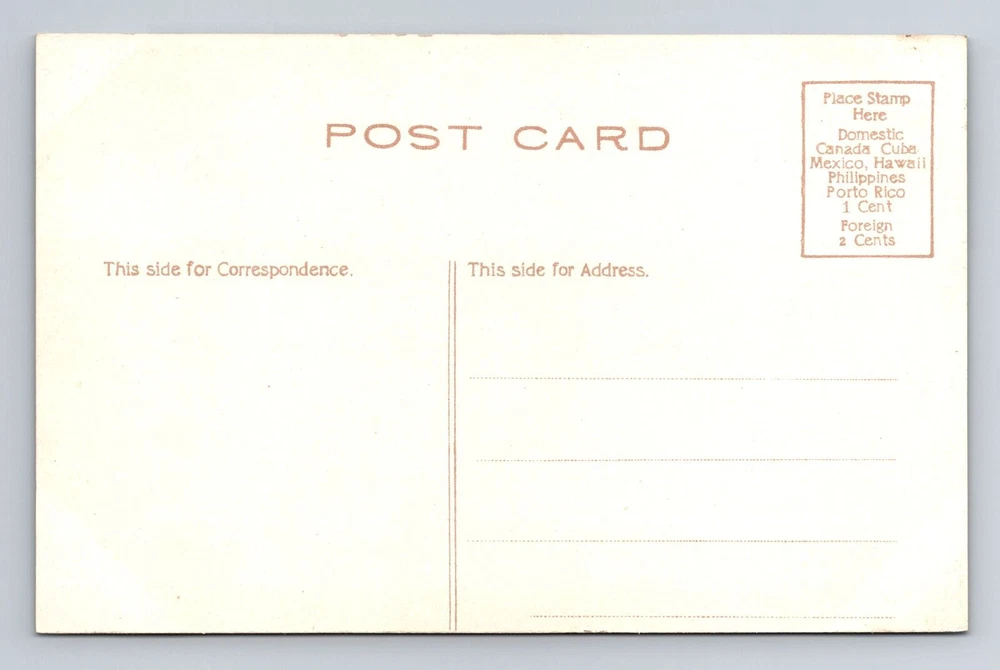 POST CARD
Place Stamp
Here
Domestic
Canada Cuba
Mexico, Hawaii
Philippines
Porto Rico
1 Cent
Foreign
2 Cents
This side for Correspondence.
This side for Address.